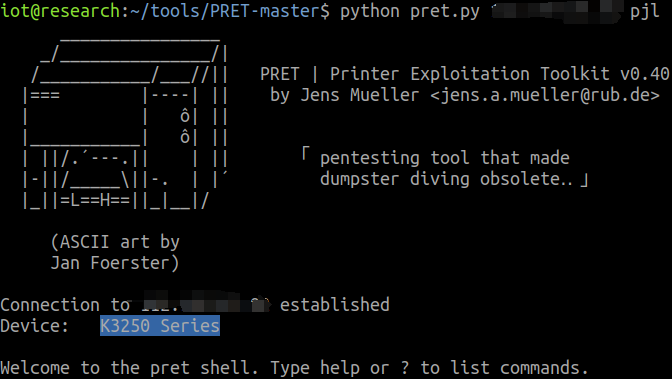 iot@research:~/tools/PRET-master$ python pret.py pjl
PRET | Printer Exploitation Toolkit v0.40
by Jens Mueller <jens.a.mueller@rub.de>
「 pentesting tool that made
dumpster diving obsolete‥ 」
(ASCII art by
Jan Foerster)
Connection to established
Device: K3250 Series
Welcome to the pret shell. Type help or ? to list commands.